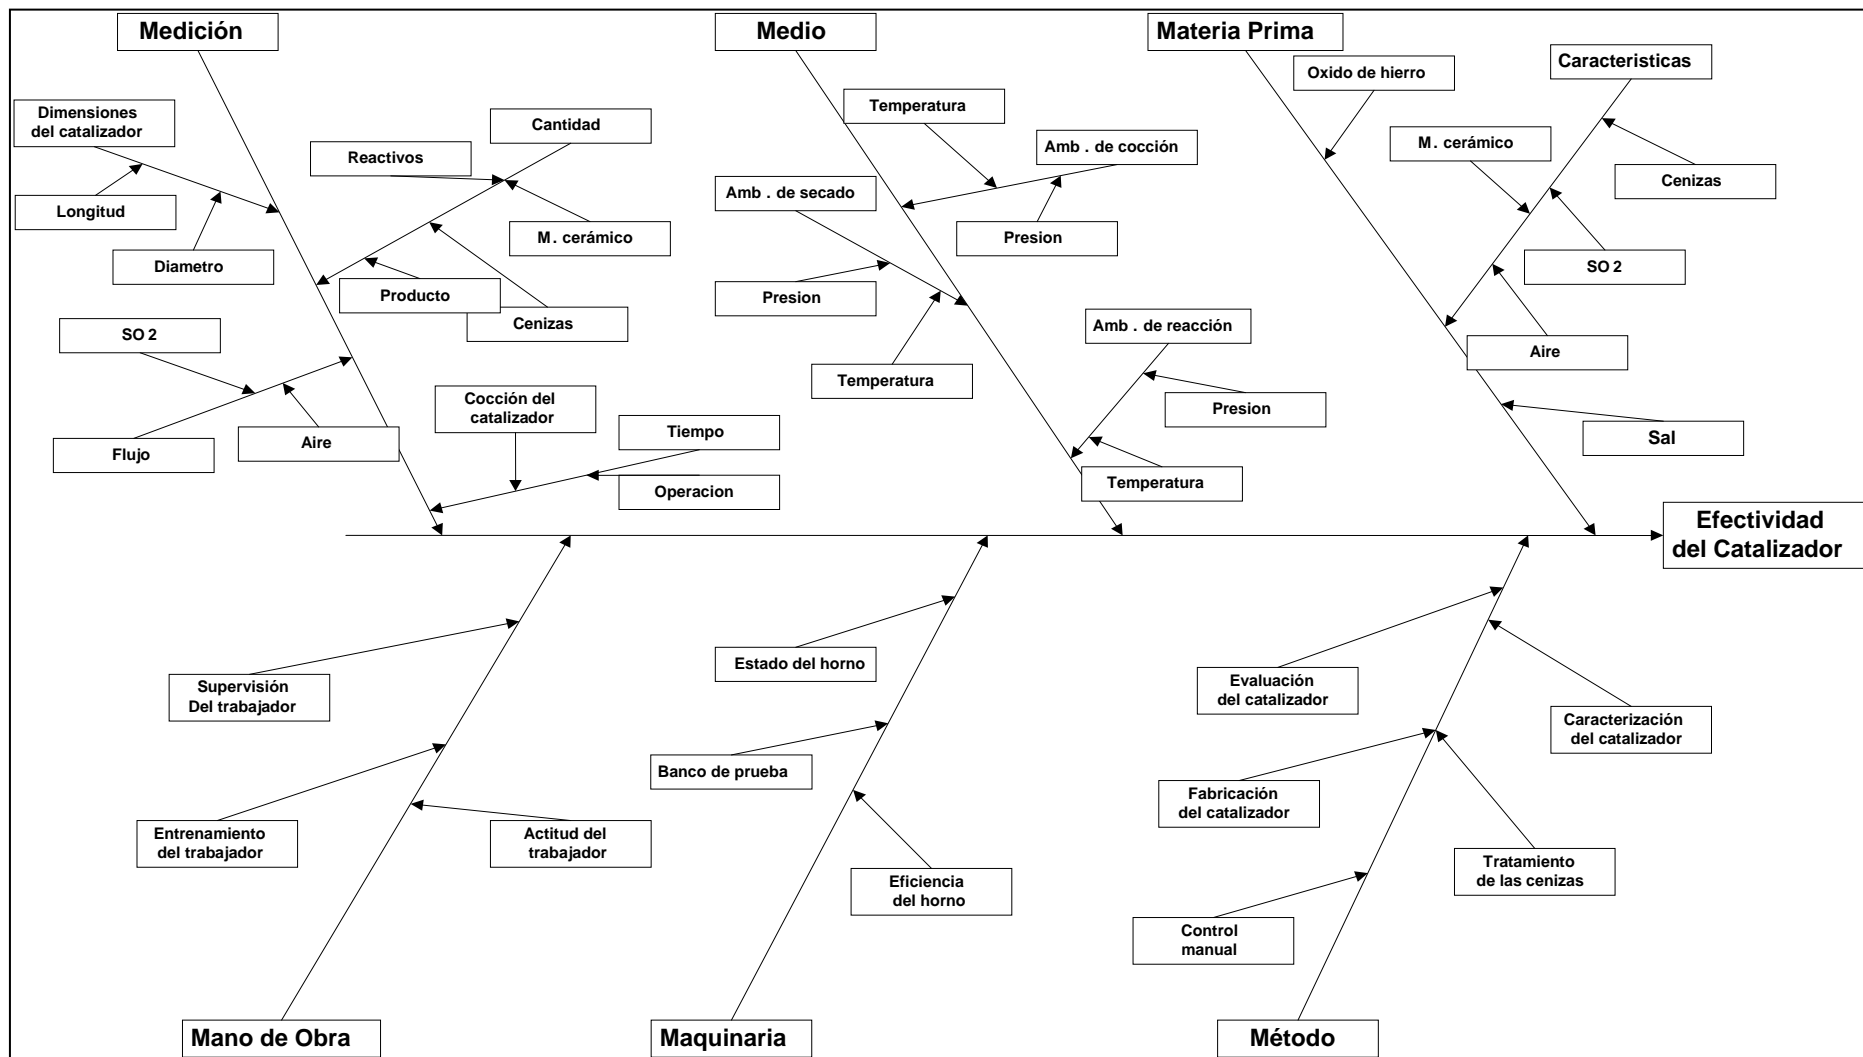 Medición
Medio
Materia Prima
Oxido de hierro
Caracteristicas
Dimensiones
del catalizador
Cantidad
Temperatura
Reactivos
Amb . de cocción
M . cerámico
Cenizas
Longitud
Amb . de secado
M . cerámico
Presion
Diametro
SO 2
Producto
Presion
Cenizas
SO 2
Amb . de reacción
Aire
Temperatura
Cocción del
catalizador
Presion
Tiempo
Sal
Aire
Flujo
Operacion
Temperatura
Efectividad
del Catalizador
Estado del horno
Supervisión
Del trabajador
Evaluación
del catalizador
Caracterización
del catalizador
Banco de prueba
Fabricación
del catalizador
Entrenamiento
del trabajador
Actitud del
trabajador
Tratamiento
de las cenizas
Eficiencia
del horno
Control
manual
Mano de Obra
Maquinaria
Método